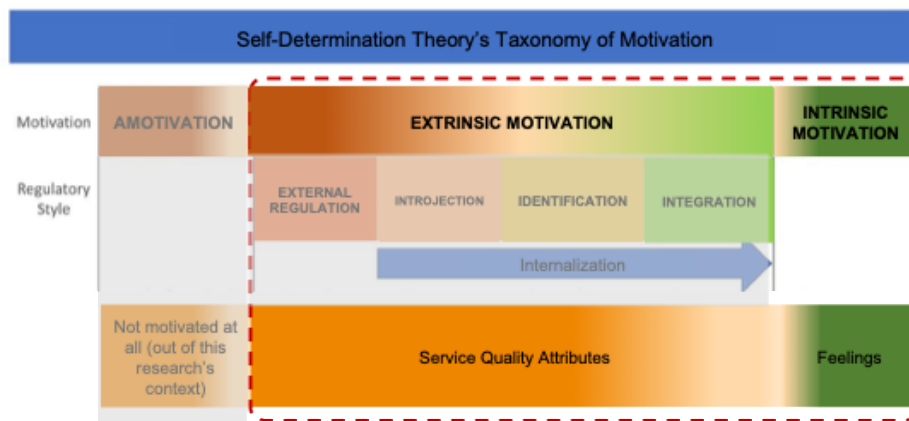 Self-Determination Theory's Taxonomy of Motivation
Motivation
AMOTIVATION
EXTRINSIC MOTIVATION
INTRINSIC
MOTIVATION
Regulatory
Style
EXTERNAL
REGULATION
INTROJECTION
IDENTIFICATION
INTEGRATION
Internalization
Not motivated at
all (out of this
research's
context)
Service Quality Attributes
Feelings